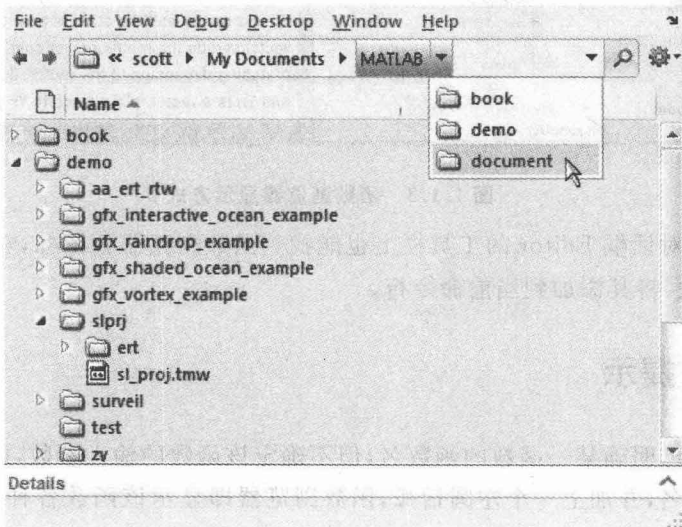 File Edit View Debug Desktop Window Help
« scott ▸ My Documents ▸ MATLAB
Name
book
demo
document
book
demo
aa_ert_rtw
gfx_interactive_ocean_example
gfx_raindrop_example
gfx_shaded_ocean_example
gfx_vortex_example
slprj
ert
sl_proj.tmw
surveil
test
zy
Details